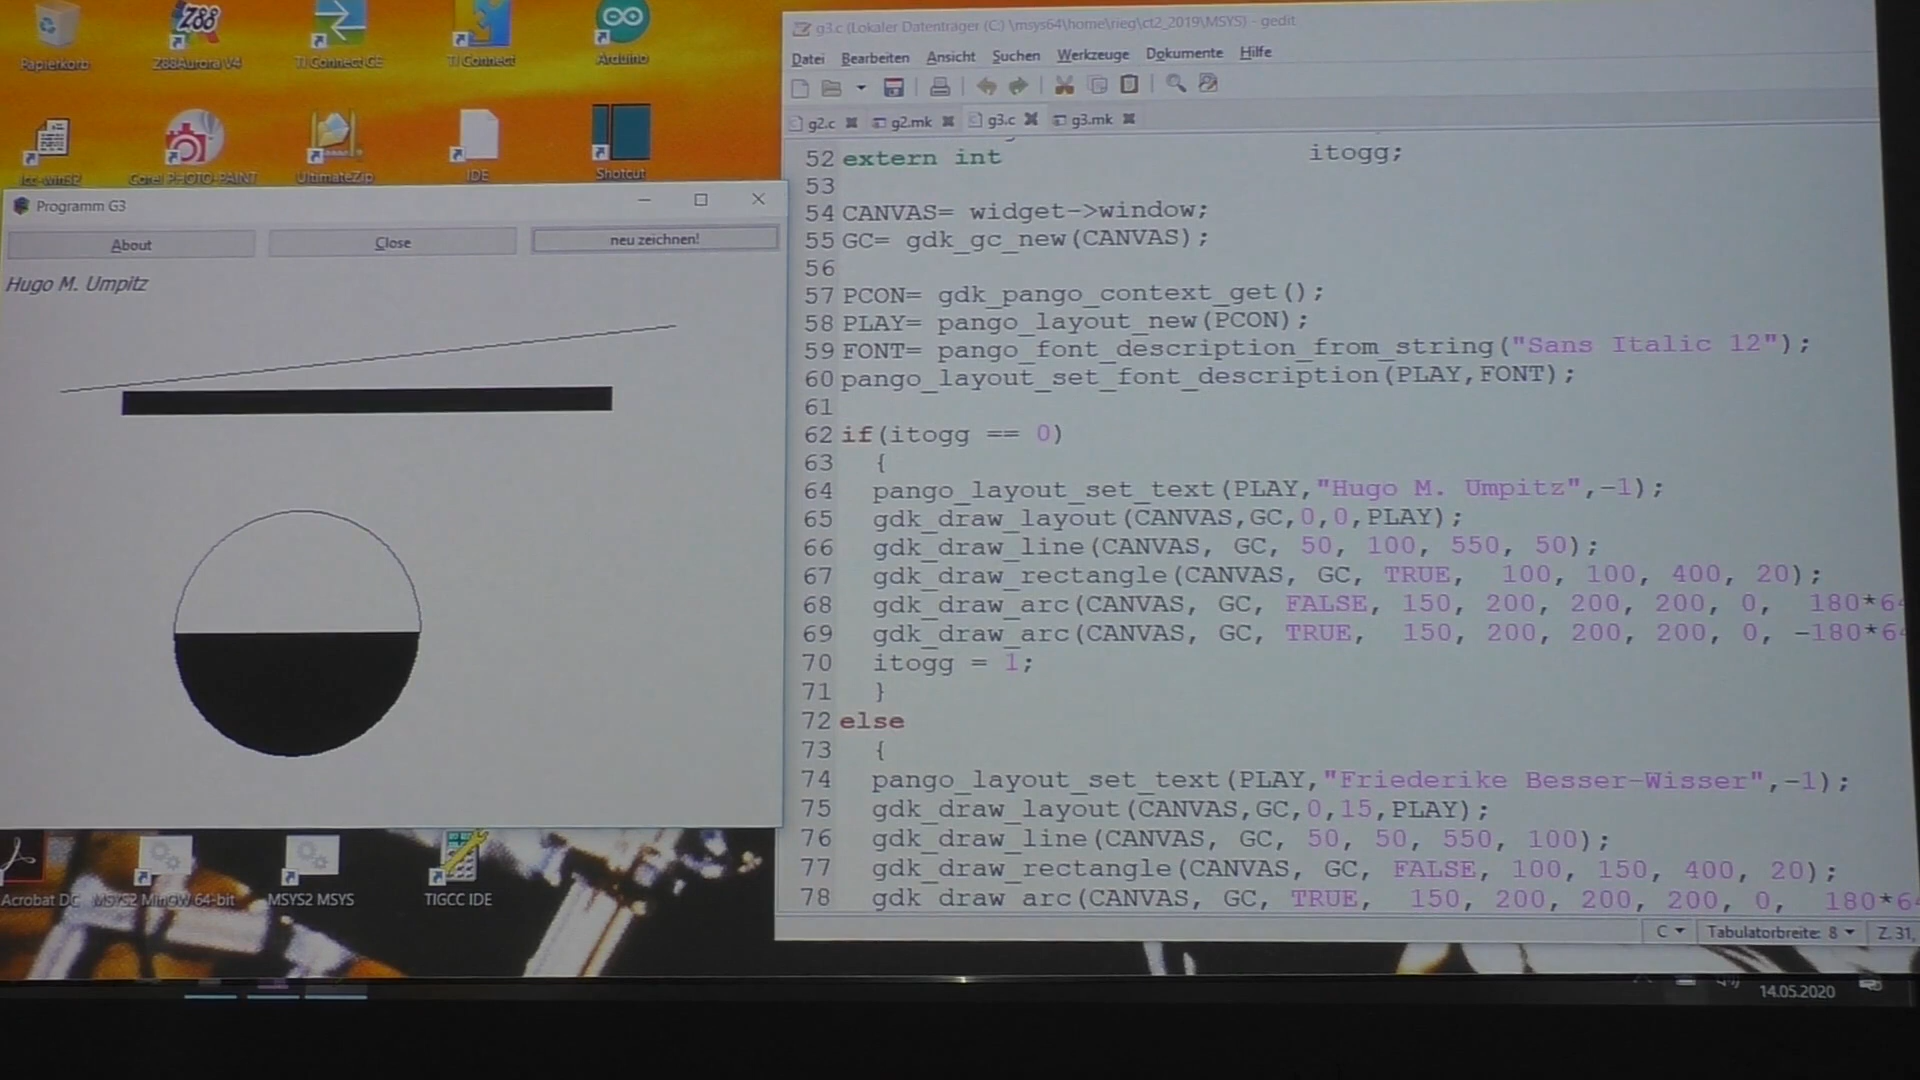 Papierkorb
Z88Aurora V4
TI Connect CE
TI Connect
Arduino
lcc-win32
Corel PHOTO-PAINT
UltimateZip
IDE
Shotcut
Programm G3
About
Close
neu zeichnen!
Hugo M. Umpitz
Acrobat DC
MSYS2 MinGW 64-bit
MSYS2 MSYS
TIGCC IDE
g3.c (Lokaler Datenträger (C:) \msys64\home\rieg\ct2_2019\MSYS) - gedit
Datei Bearbeiten Ansicht Suchen Werkzeuge Dokumente Hilfe
g2.c g2.mk g3.c g3.mk
52 extern int itogg;
53
54 CANVAS= widget->window;
55 GC= gdk_gc_new(CANVAS);
56
57 PCON= gdk_pango_context_get();
58 PLAY= pango_layout_new(PCON);
59 FONT= pango_font_description_from_string("Sans Italic 12");
60 pango_layout_set_font_description(PLAY,FONT);
61
62 if(itogg == 0)
63 {
64 pango_layout_set_text(PLAY,"Hugo M. Umpitz",-1);
65 gdk_draw_layout(CANVAS,GC,0,0,PLAY);
66 gdk_draw_line(CANVAS, GC, 50, 100, 550, 50);
67 gdk_draw_rectangle(CANVAS, GC, TRUE, 100, 100, 400, 20);
68 gdk_draw_arc(CANVAS, GC, FALSE, 150, 200, 200, 200, 0, 180*6
69 gdk_draw_arc(CANVAS, GC, TRUE, 150, 200, 200, 200, 0, -180*6
70 itogg = 1;
71 }
72 else
73 {
74 pango_layout_set_text(PLAY,"Friederike Besser-Wisser",-1);
75 gdk_draw_layout(CANVAS,GC,0,15,PLAY);
76 gdk_draw_line(CANVAS, GC, 50, 50, 550, 100);
77 gdk_draw_rectangle(CANVAS, GC, FALSE, 100, 150, 400, 20);
78 gdk_draw_arc(CANVAS, GC, TRUE, 150, 200, 200, 200, 0, 180*6
C Tabulatorbreite: 8 Z. 31,
14.05.2020